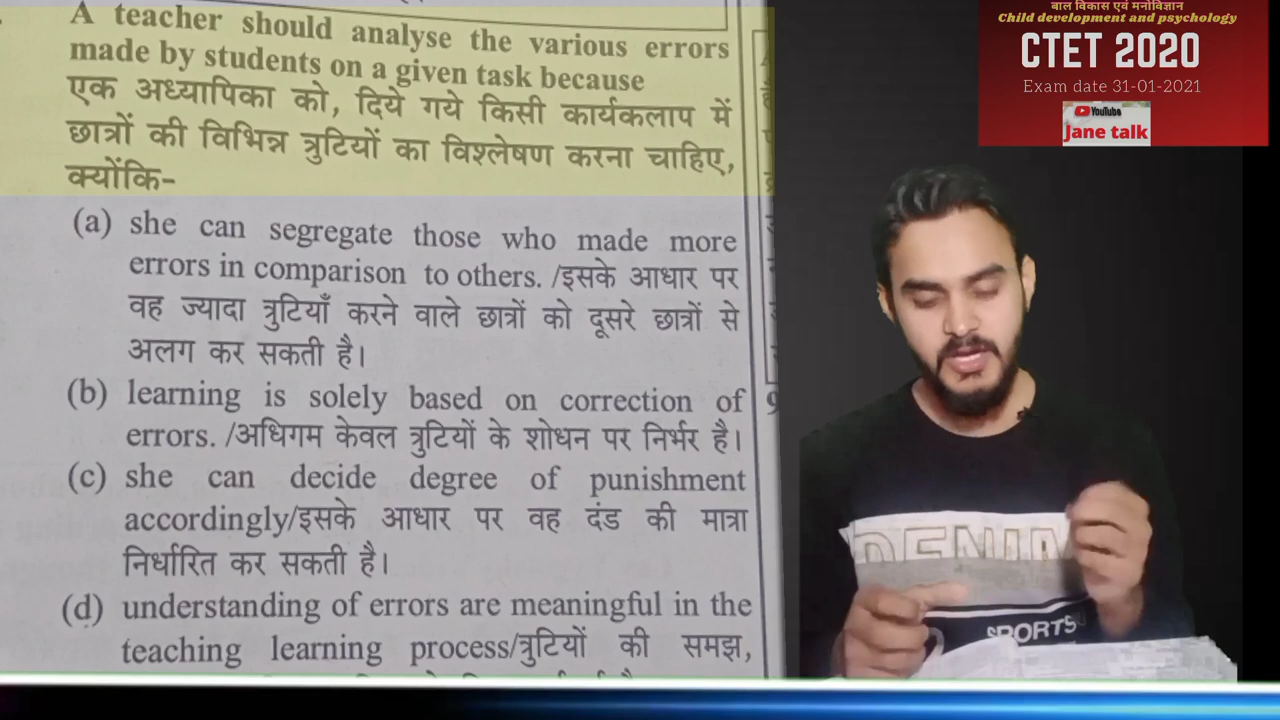 A teacher should analyse the various errors
made by students on a given task because
एक अध्यापिका को, दिये गये किसी कार्यकलाप में
छात्रों की विभिन्न त्रुटियों का विश्लेषण करना चाहिए,
क्योंकि-
(a) she can segregate those who made more
errors in comparison to others. /इसके आधार पर
वह ज्यादा त्रुटियाँ करने वाले छात्रों को दूसरे छात्रों से
अलग कर सकती है।
(b) learning is solely based on correction of
errors. /अधिगम केवल त्रुटियों के शोधन पर निर्भर है।
(c) she can decide degree of punishment
accordingly/इसके आधार पर वह दंड की मात्रा
निर्धारित कर सकती है।
(d) understanding of errors are meaningful in the
teaching learning process/त्रुटियों की समझ,
बाल विकास एवं मनोविज्ञान
Child development and psychology
CTET 2020
Exam date 31-01-2021
YouTube
Jane talk
DENIM
SPORTS